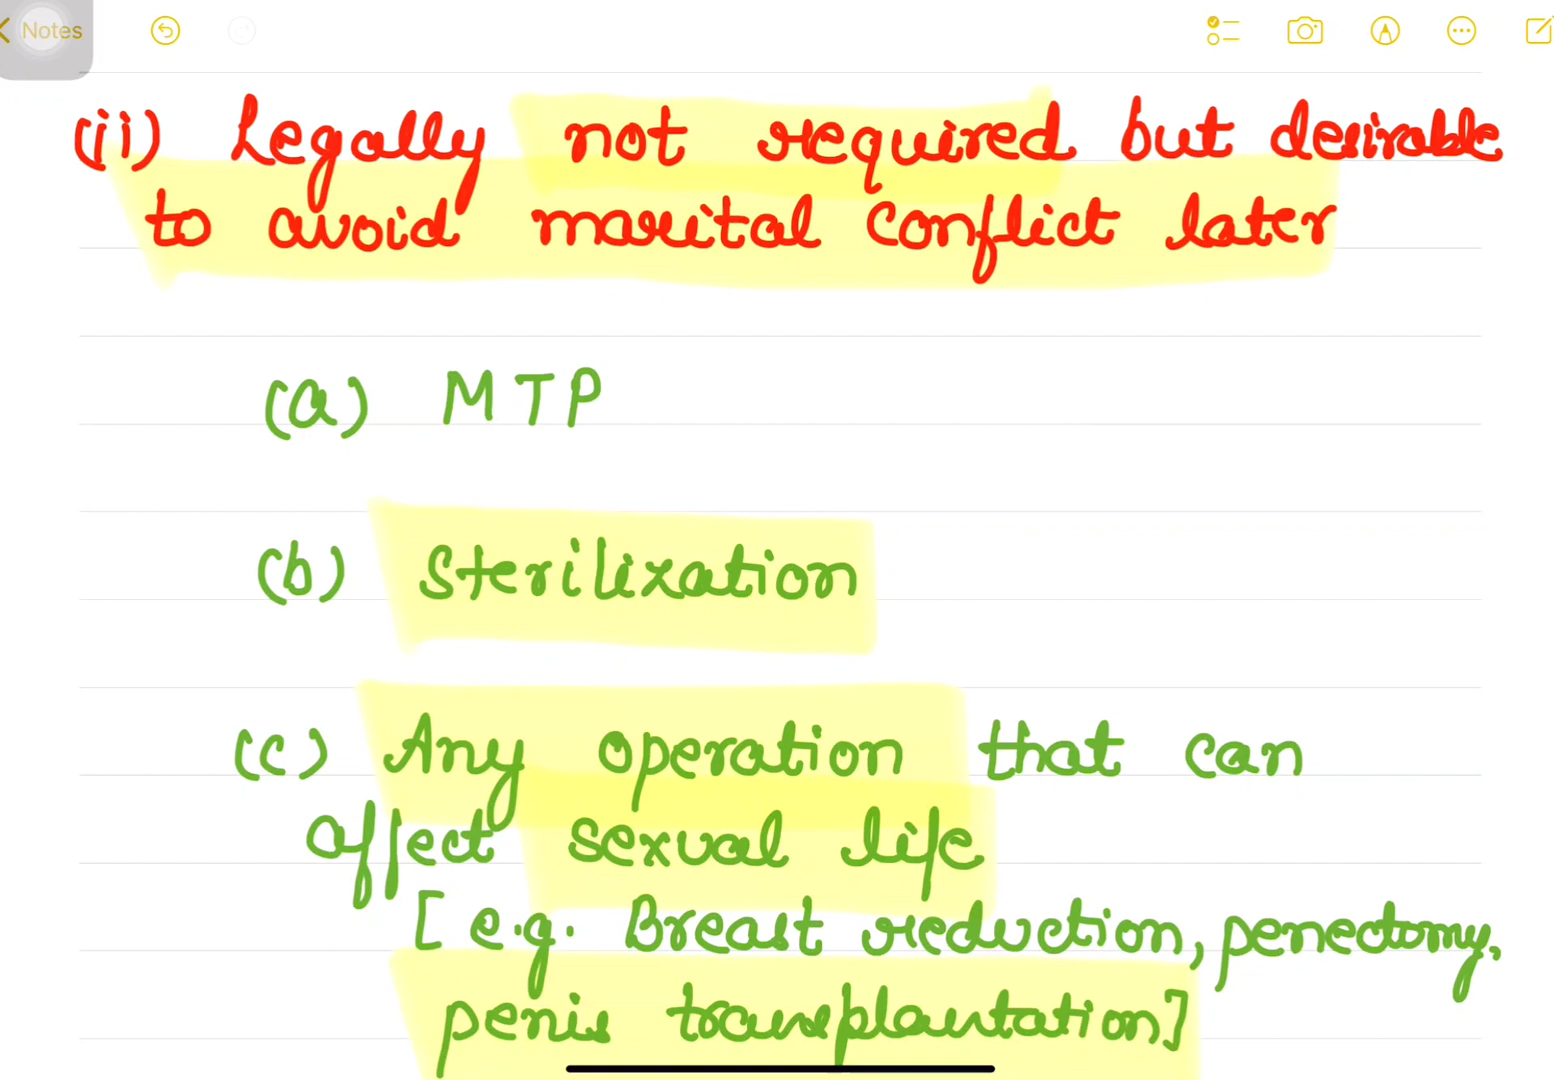 Notes
(ii) Legally not required but desirable
to avoid marital conflict later
(a) MTP
(b) Sterilization
(c) Any operation that can
affect sexual life
[e.g. Breast reduction, penectomy,
penis transplantation]